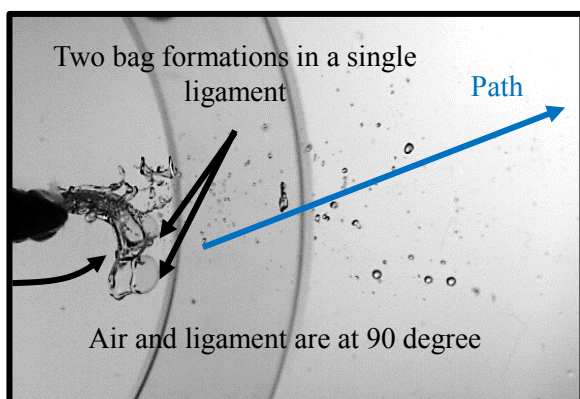 Two bag formations in a single
ligament
Path
Air and ligament are at 90 degree